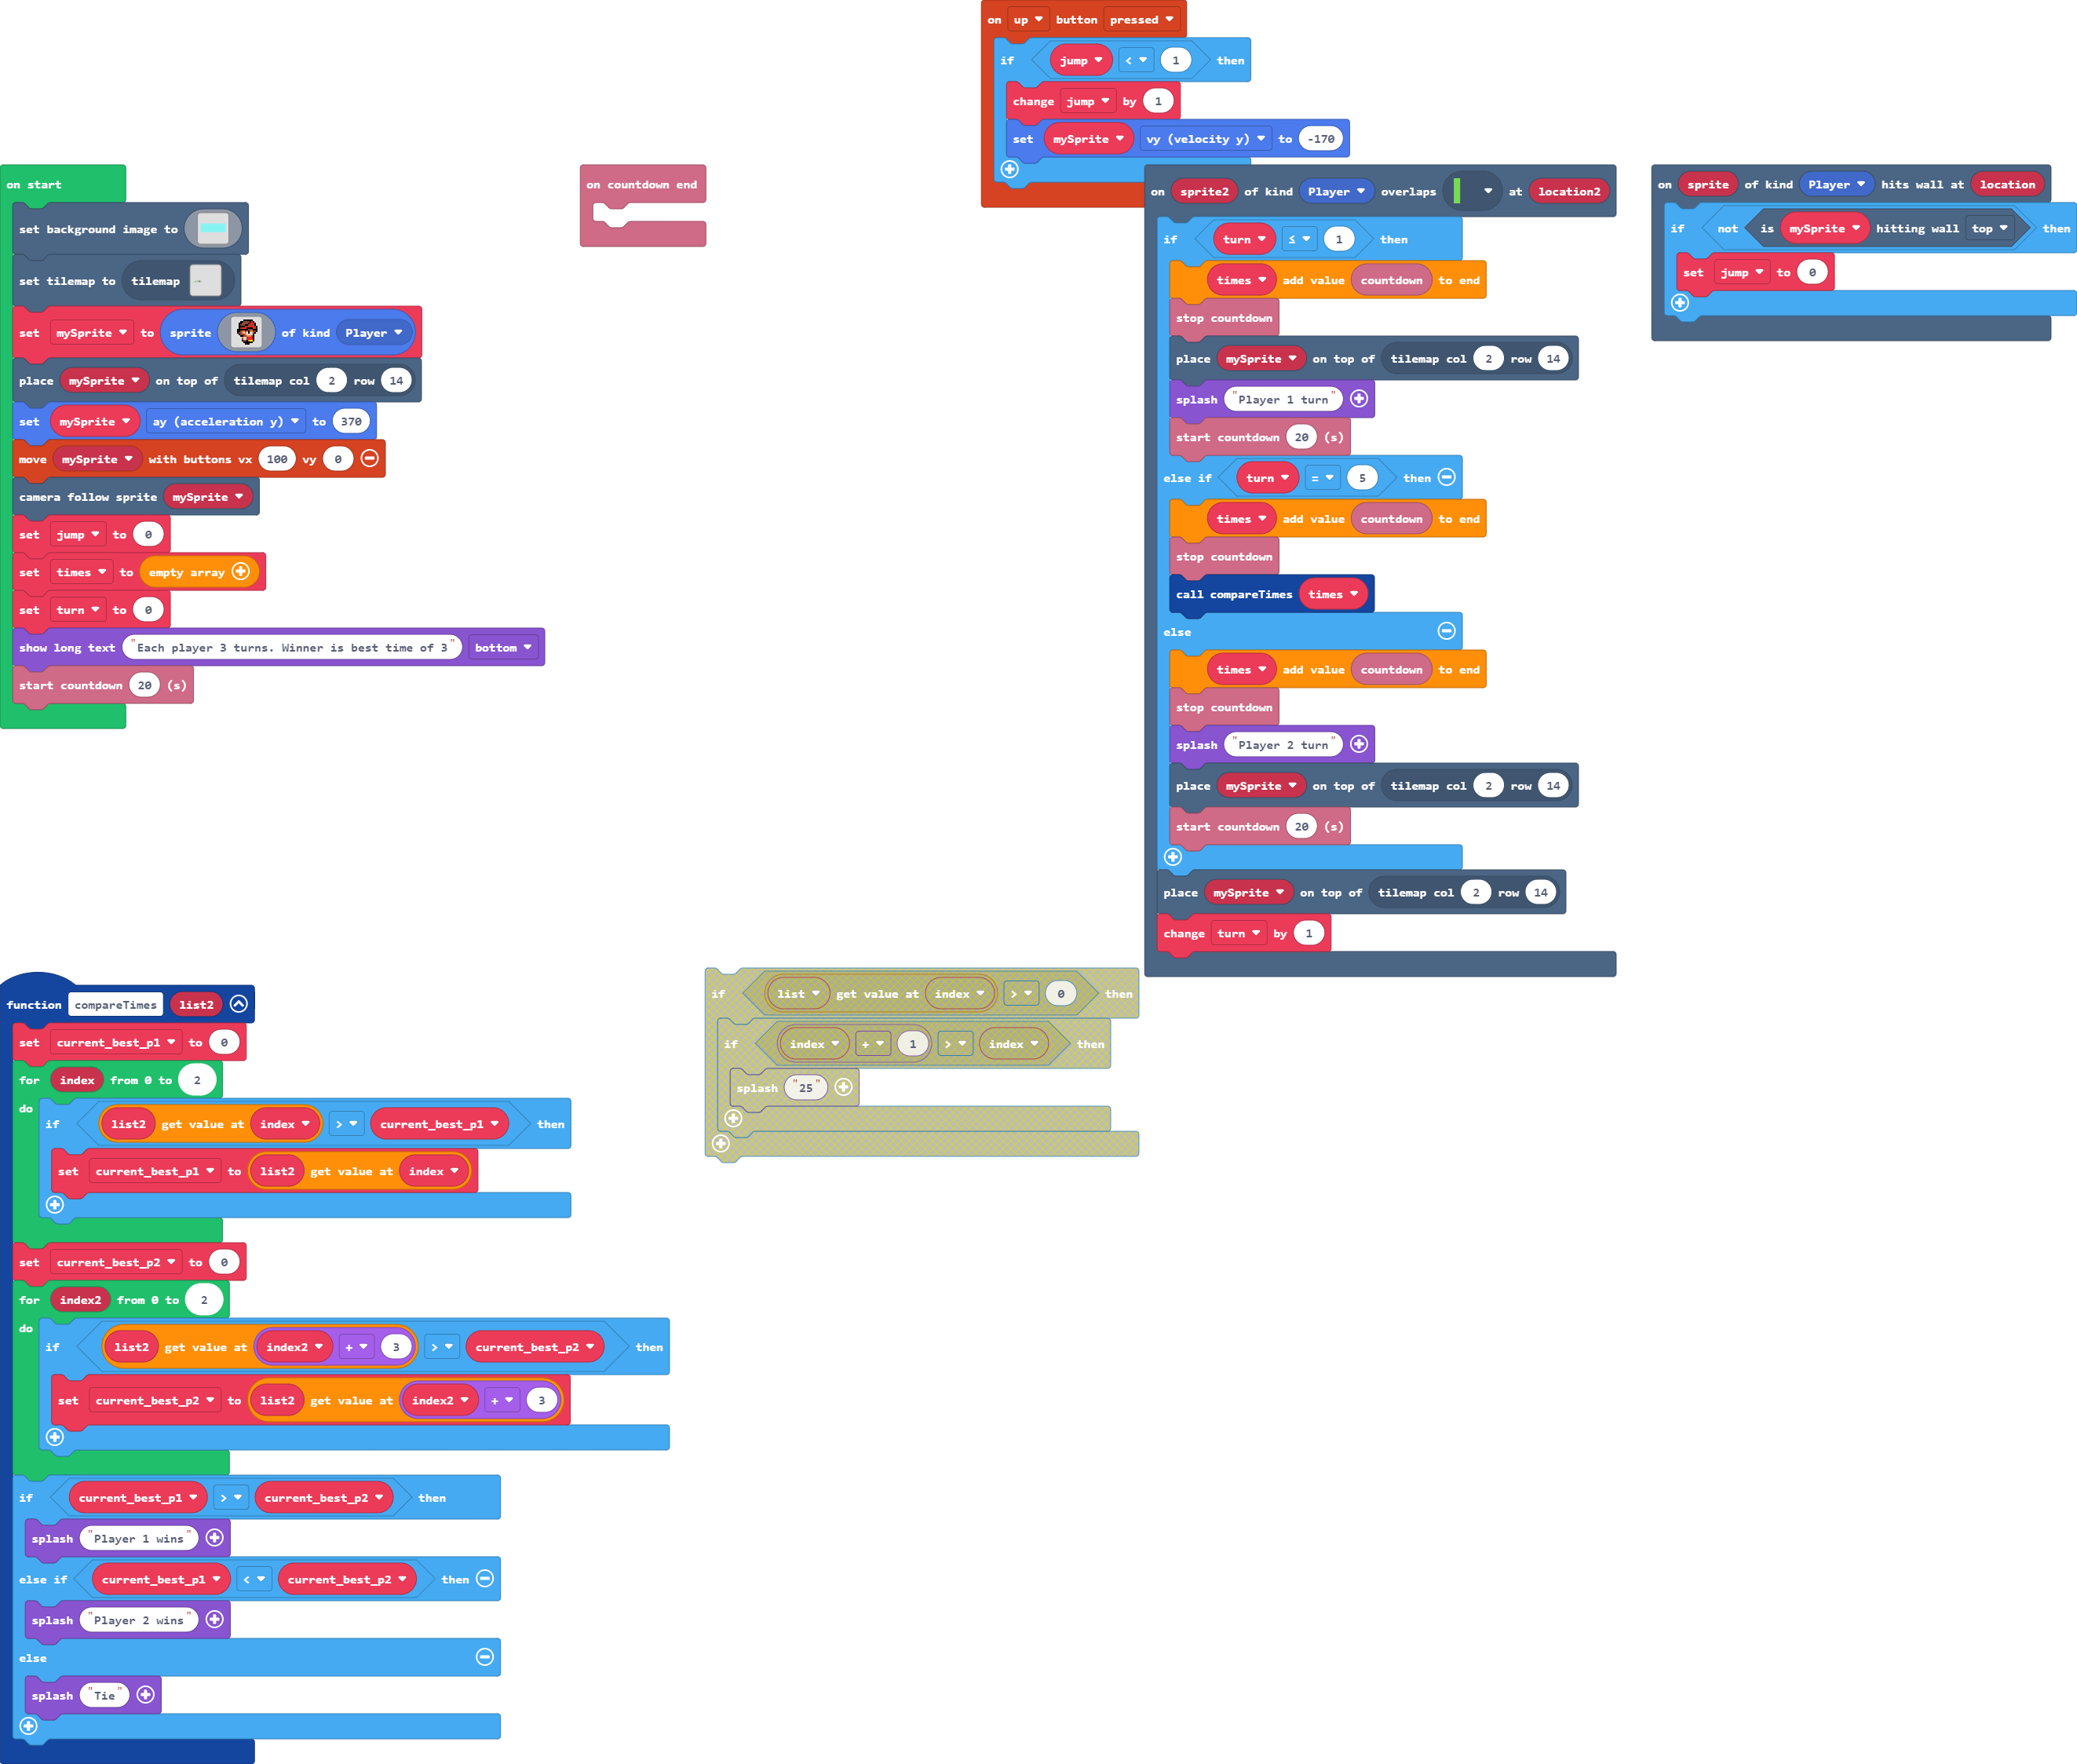 on up button pressed
if jump < 1 then
change jump by 1
set mySprite vy (velocity y) to -170
on start
set background image to
set tilemap to tilemap
set mySprite to sprite of kind Player
place mySprite on top of tilemap col 2 row 14
set mySprite ay (acceleration y) to 370
move mySprite with buttons vx 100 vy 0
camera follow sprite mySprite
set jump to 0
set times to empty array
set turn to 0
show long text "Each player 3 turns. Winner is best time of 3" bottom
start countdown 20 (s)
on countdown end
on sprite2 of kind Player overlaps at location2
if turn ≤ 1 then
times add value countdown to end
stop countdown
place mySprite on top of tilemap col 2 row 14
splash "Player 1 turn"
start countdown 20 (s)
else if turn = 5 then
times add value countdown to end
stop countdown
call compareTimes times
else
times add value countdown to end
stop countdown
splash "Player 2 turn"
place mySprite on top of tilemap col 2 row 14
start countdown 20 (s)
place mySprite on top of tilemap col 2 row 14
change turn by 1
on sprite of kind Player hits wall at location
if not is mySprite hitting wall top then
set jump to 0
function compareTimes list2
set current_best_p1 to 0
for index from 0 to 2
do
if list2 get value at index > current_best_p1 then
set current_best_p1 to list2 get value at index
set current_best_p2 to 0
for index2 from 0 to 2
do
if list2 get value at index2 + 3 > current_best_p2 then
set current_best_p2 to list2 get value at index2 + 3
if current_best_p1 > current_best_p2 then
splash "Player 1 wins"
else if current_best_p1 < current_best_p2 then
splash "Player 2 wins"
else
splash "Tie"
if list get value at index > 0 then
if index + 1 > index then
splash "25"